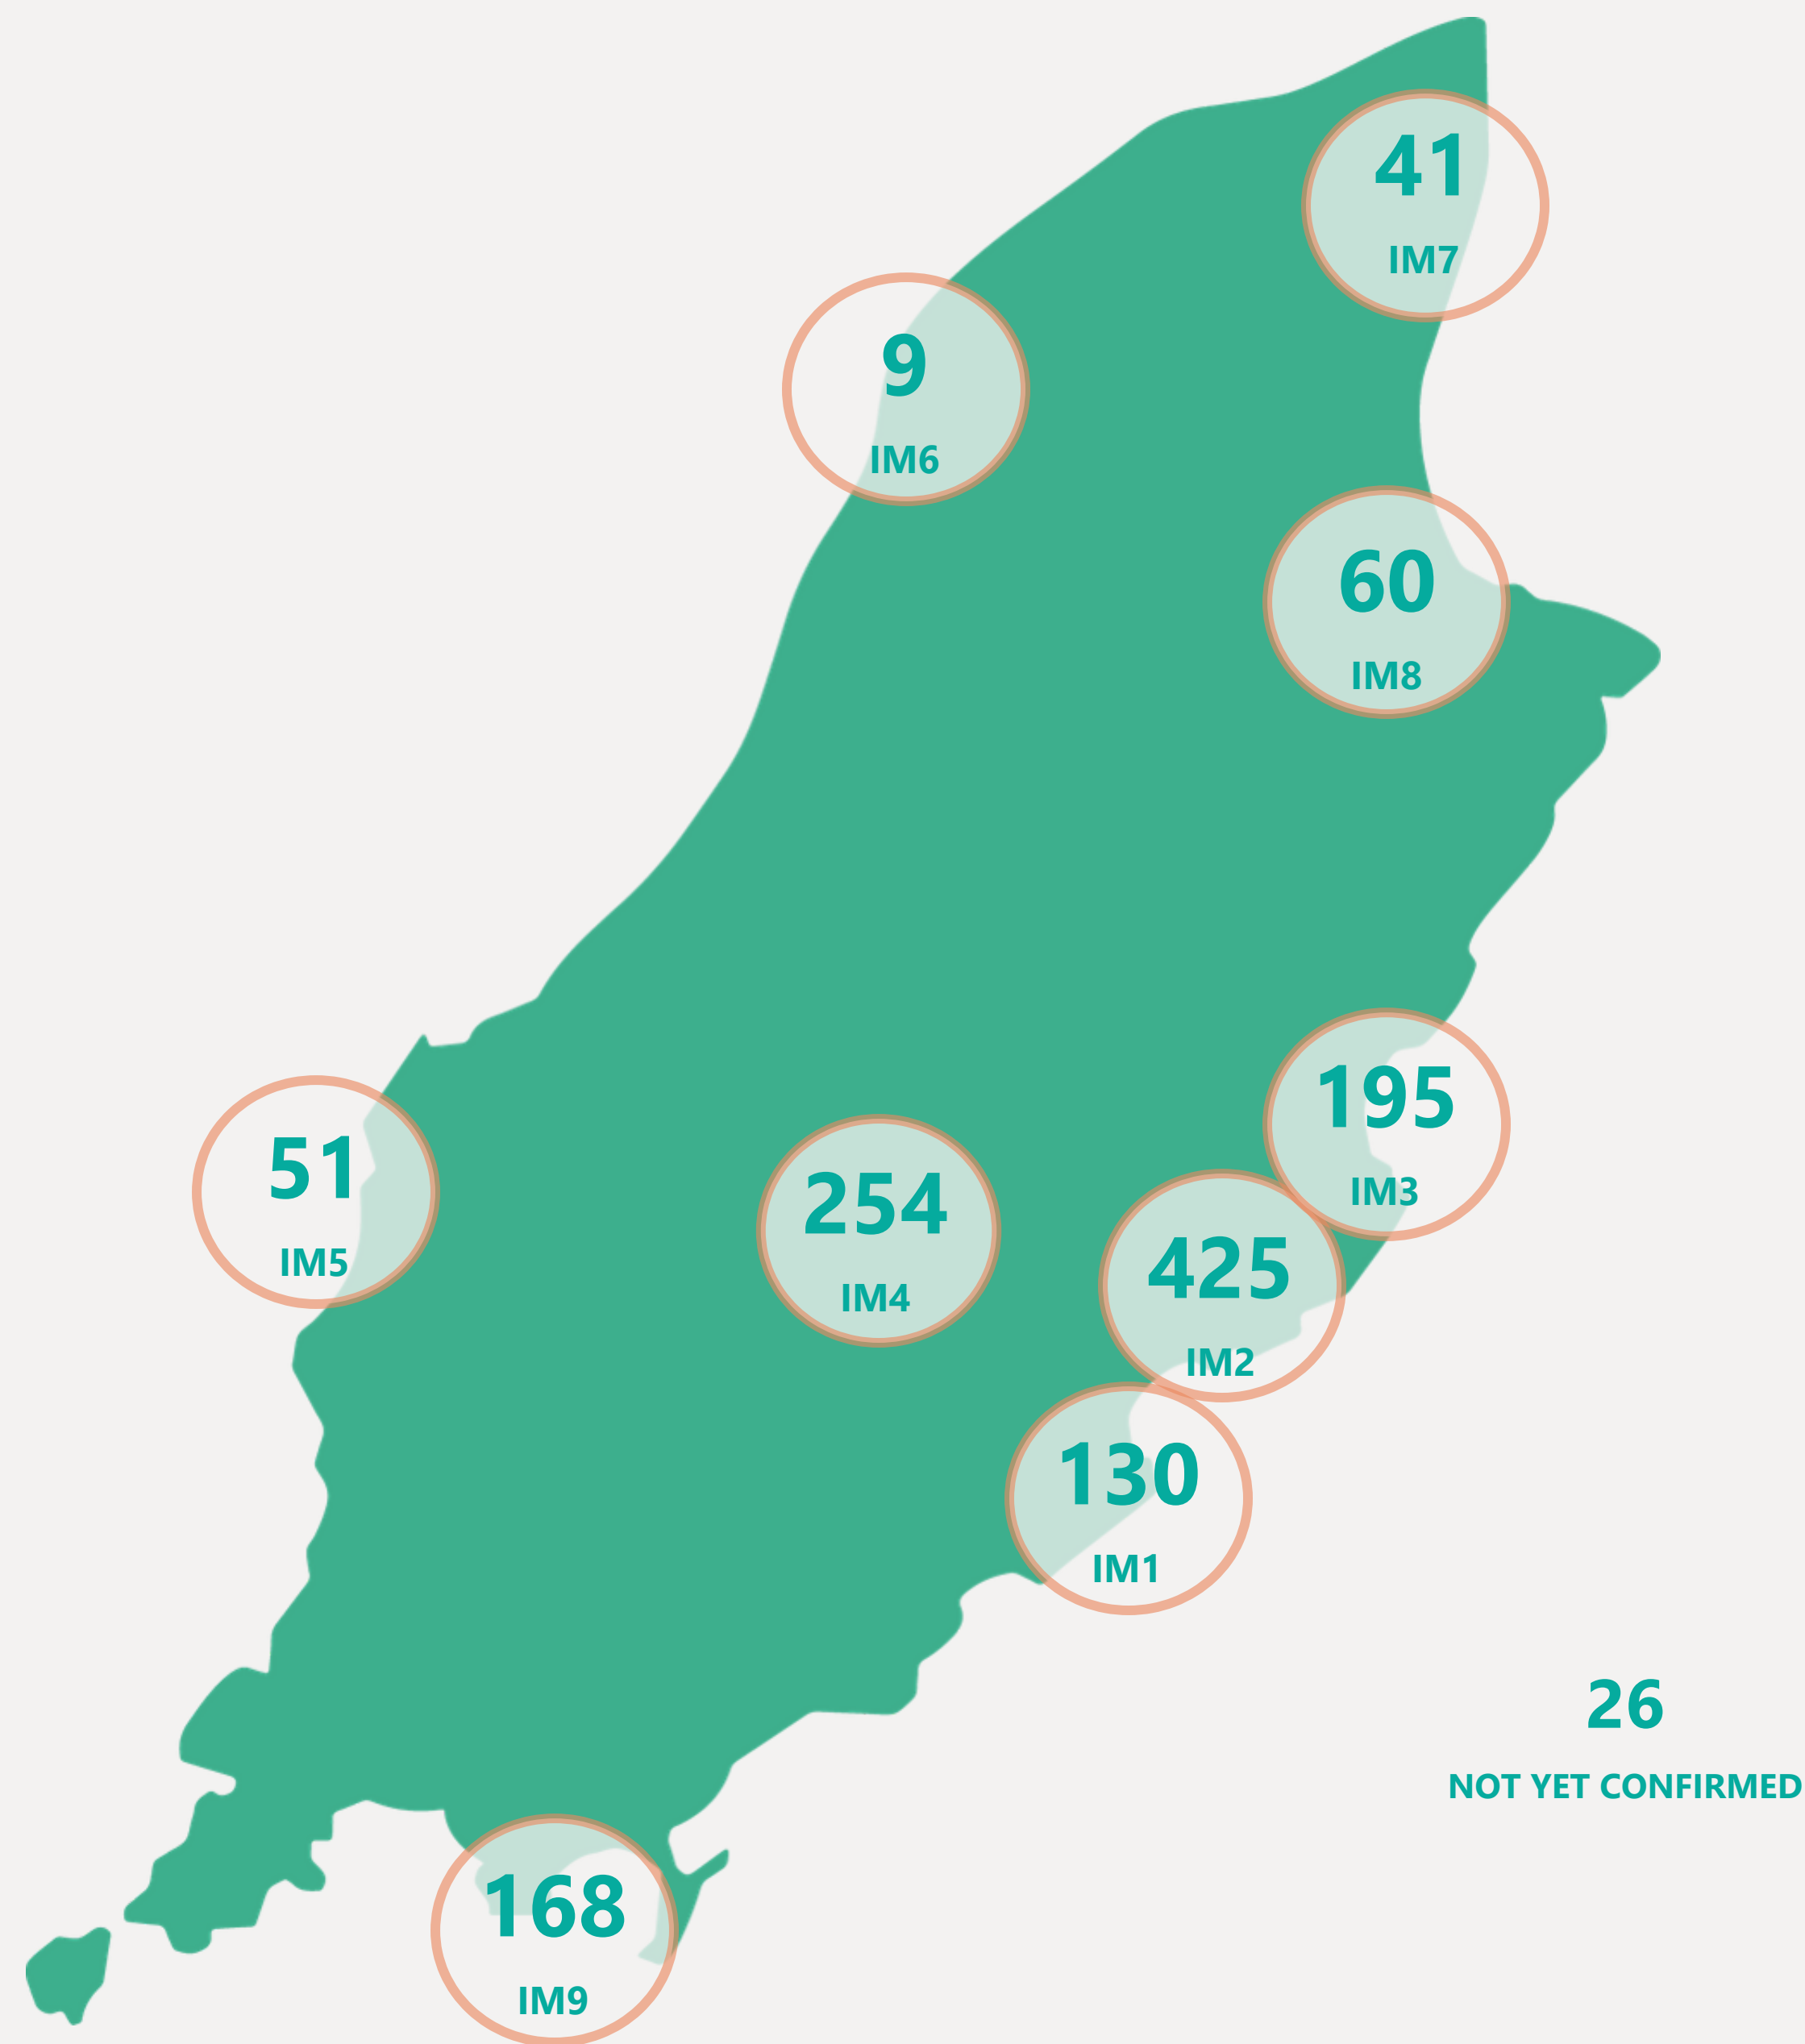 41
IM7
9
IM6
60
IM8
195
IM3
51
IM5
254
IM4
425
IM2
130
IM1
26
NOT YET CONFIRMED
168
IM9